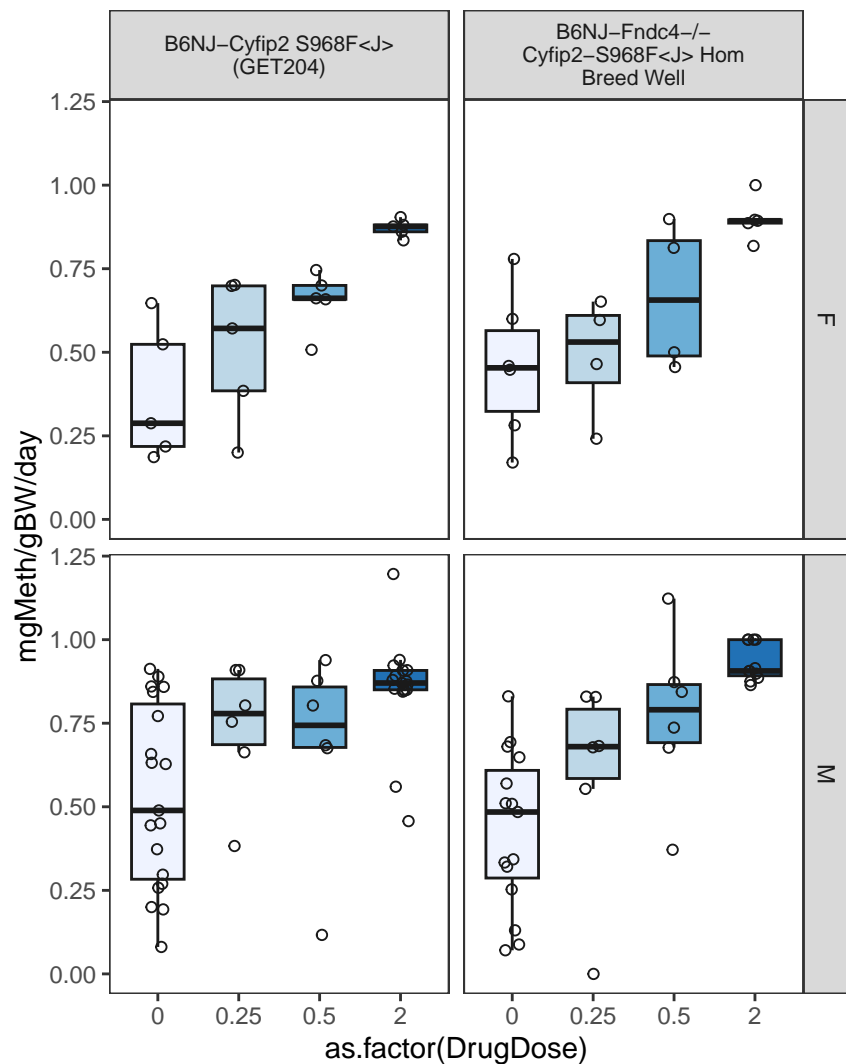 B6NJ−Cyfip2 S968F<J>
(GET204)
B6NJ−Fndc4−/−
Cyfip2−S968F<J> Hom
Breed Well
mgMeth/gBW/day
1.25
1.00
0.75
0.50
0.25
0.00
F
1.25
1.00
0.75
0.50
0.25
0.00
M
0 0.25 0.5 2
0 0.25 0.5 2
as.factor(DrugDose)